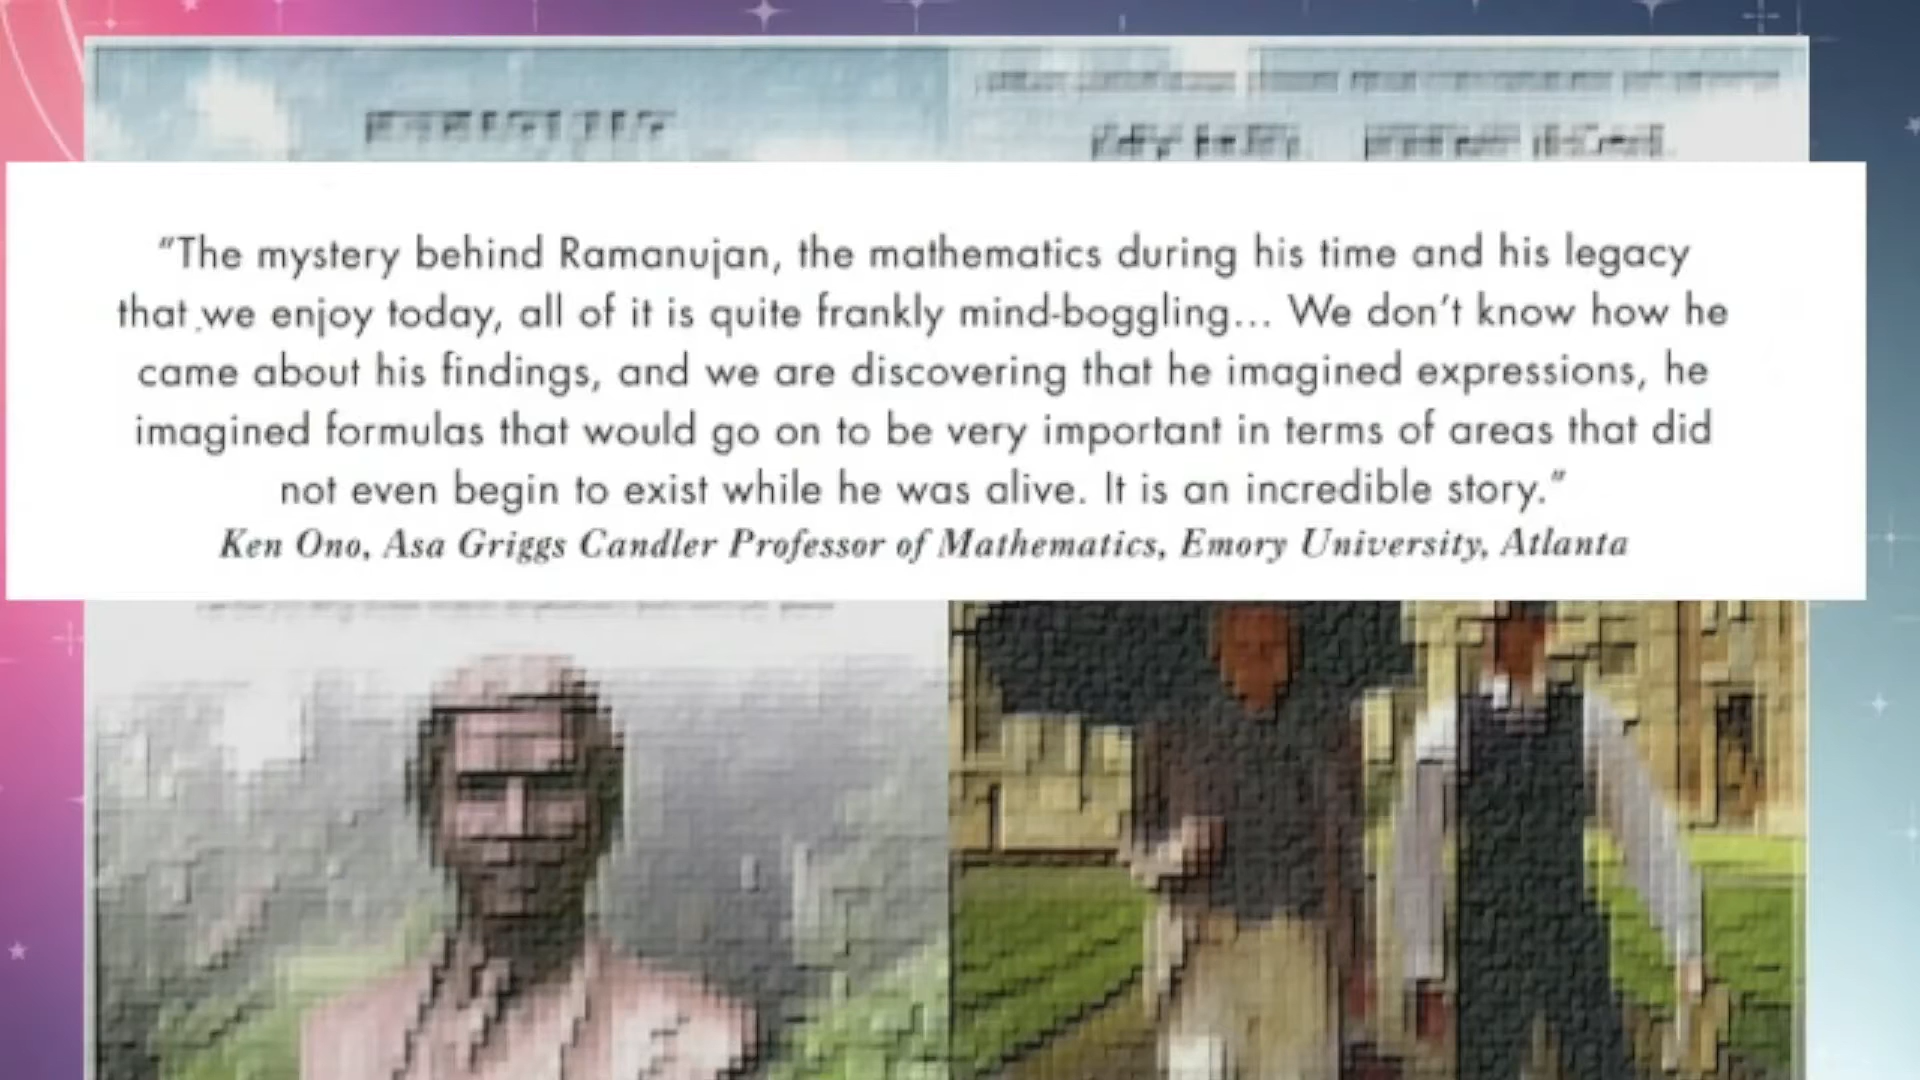 “The mystery behind Ramanujan, the mathematics during his time and his legacy
that we enjoy today, all of it is quite frankly mind-boggling... We don’t know how he
came about his findings, and we are discovering that he imagined expressions, he
imagined formulas that would go on to be very important in terms of areas that did
not even begin to exist while he was alive. It is an incredible story.”
Ken Ono, Asa Griggs Candler Professor of Mathematics, Emory University, Atlanta